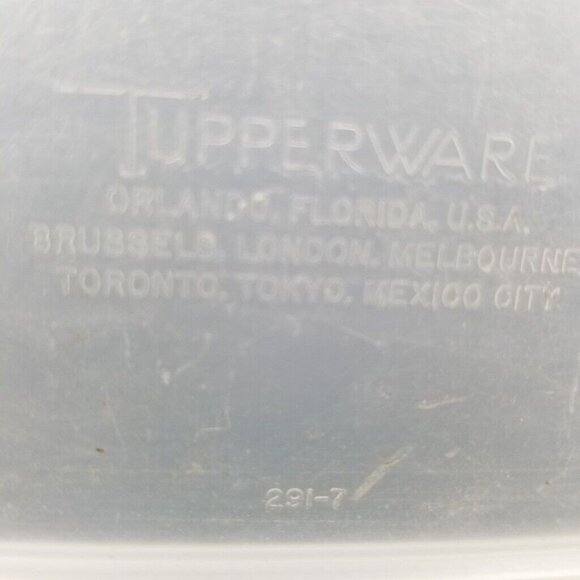 TUPPERWARE
ORLANDO, FLORIDA, U.S.A.
BRUSSELS, LONDON, MELBOURNE
TORONTO, TOKYO, MEXICO CITY
291-7